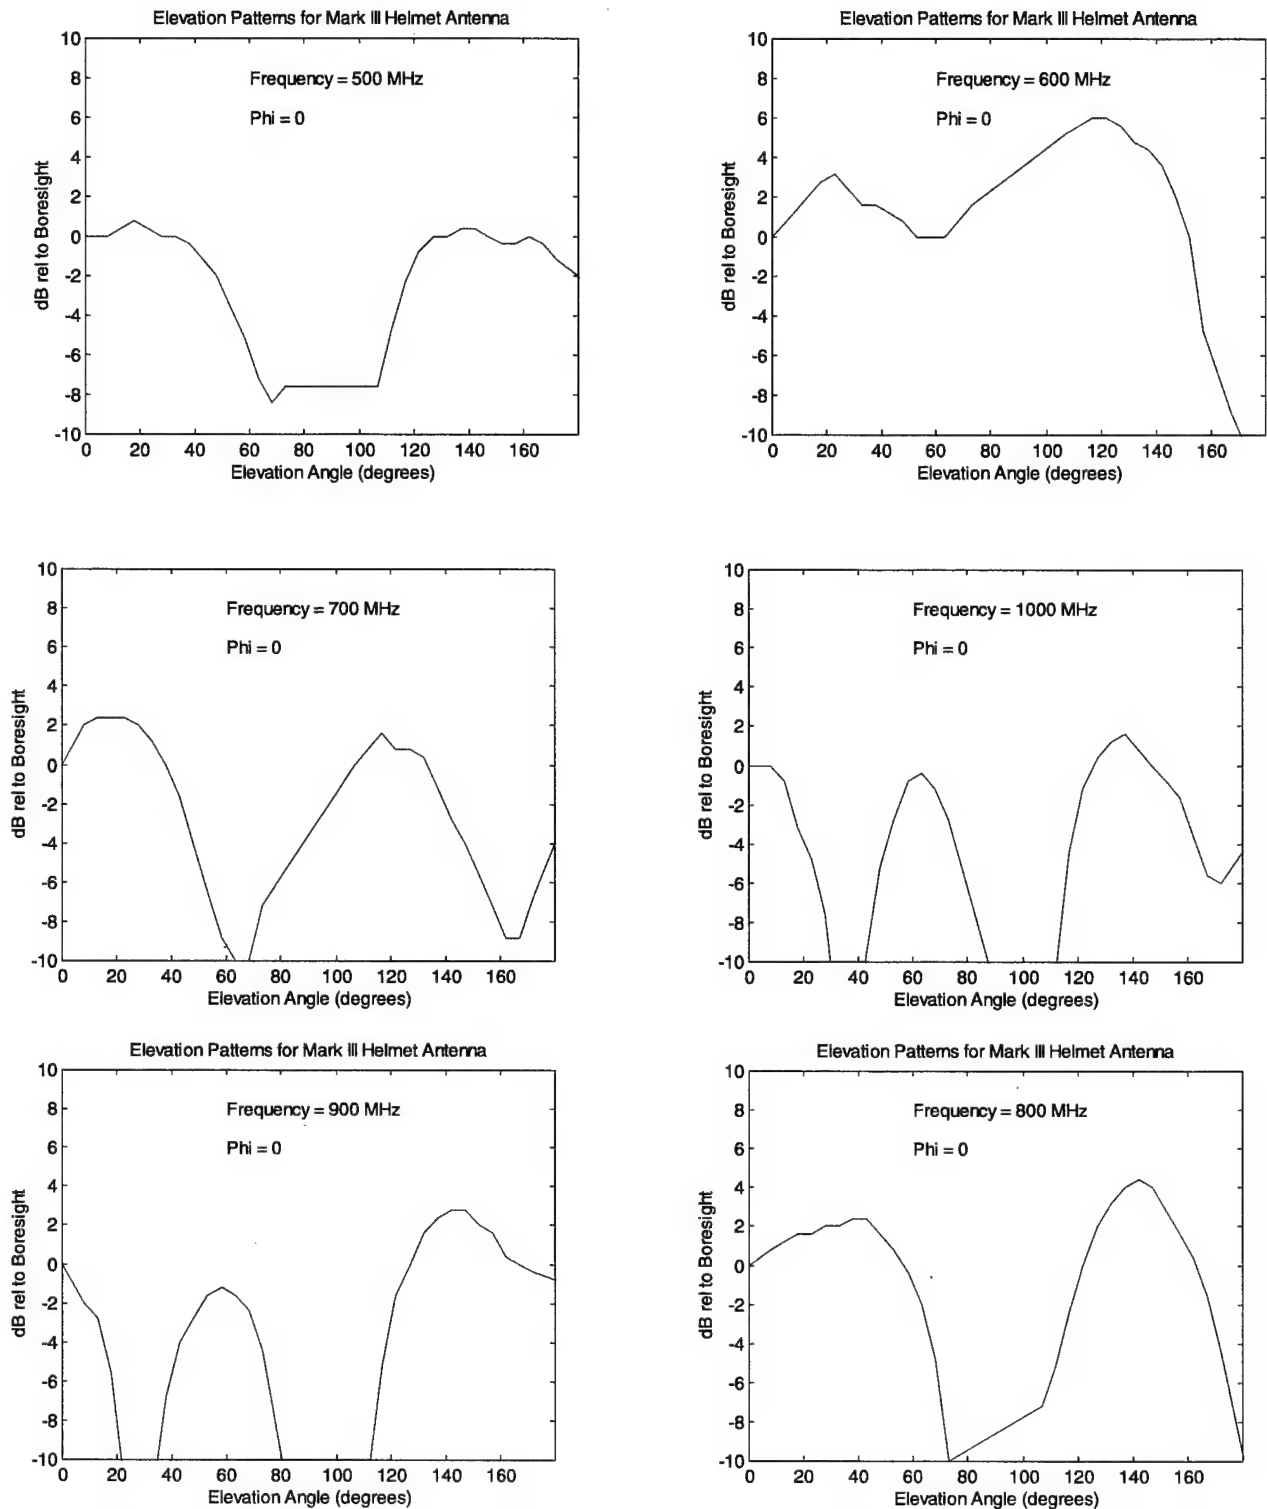 Elevation Patterns for Mark III Helmet Antenna
10
8
6
4
2
0
-2
-4
-6
-8
-10
dB rel to Boresight
Frequency = 500 MHz
Phi = 0
0 20 40 60 80 100 120 140 160
Elevation Angle (degrees)
Elevation Patterns for Mark III Helmet Antenna
10
8
6
4
2
0
-2
-4
-6
-8
-10
dB rel to Boresight
Frequency = 600 MHz
Phi = 0
0 20 40 60 80 100 120 140 160
Elevation Angle (degrees)
10
8
6
4
2
0
-2
-4
-6
-8
-10
dB rel to Boresight
Frequency = 700 MHz
Phi = 0
0 20 40 60 80 100 120 140 160
Elevation Angle (degrees)
10
8
6
4
2
0
-2
-4
-6
-8
-10
dB rel to Boresight
Frequency = 1000 MHz
Phi = 0
0 20 40 60 80 100 120 140 160
Elevation Angle (degrees)
Elevation Patterns for Mark III Helmet Antenna
10
8
6
4
2
0
-2
-4
-6
-8
-10
dB rel to Boresight
Frequency = 900 MHz
Phi = 0
0 20 40 60 80 100 120 140 160
Elevation Angle (degrees)
Elevation Patterns for Mark III Helmet Antenna
10
8
6
4
2
0
-2
-4
-6
-8
-10
dB rel to Boresight
Frequency = 800 MHz
Phi = 0
0 20 40 60 80 100 120 140 160
Elevation Angle (degrees)